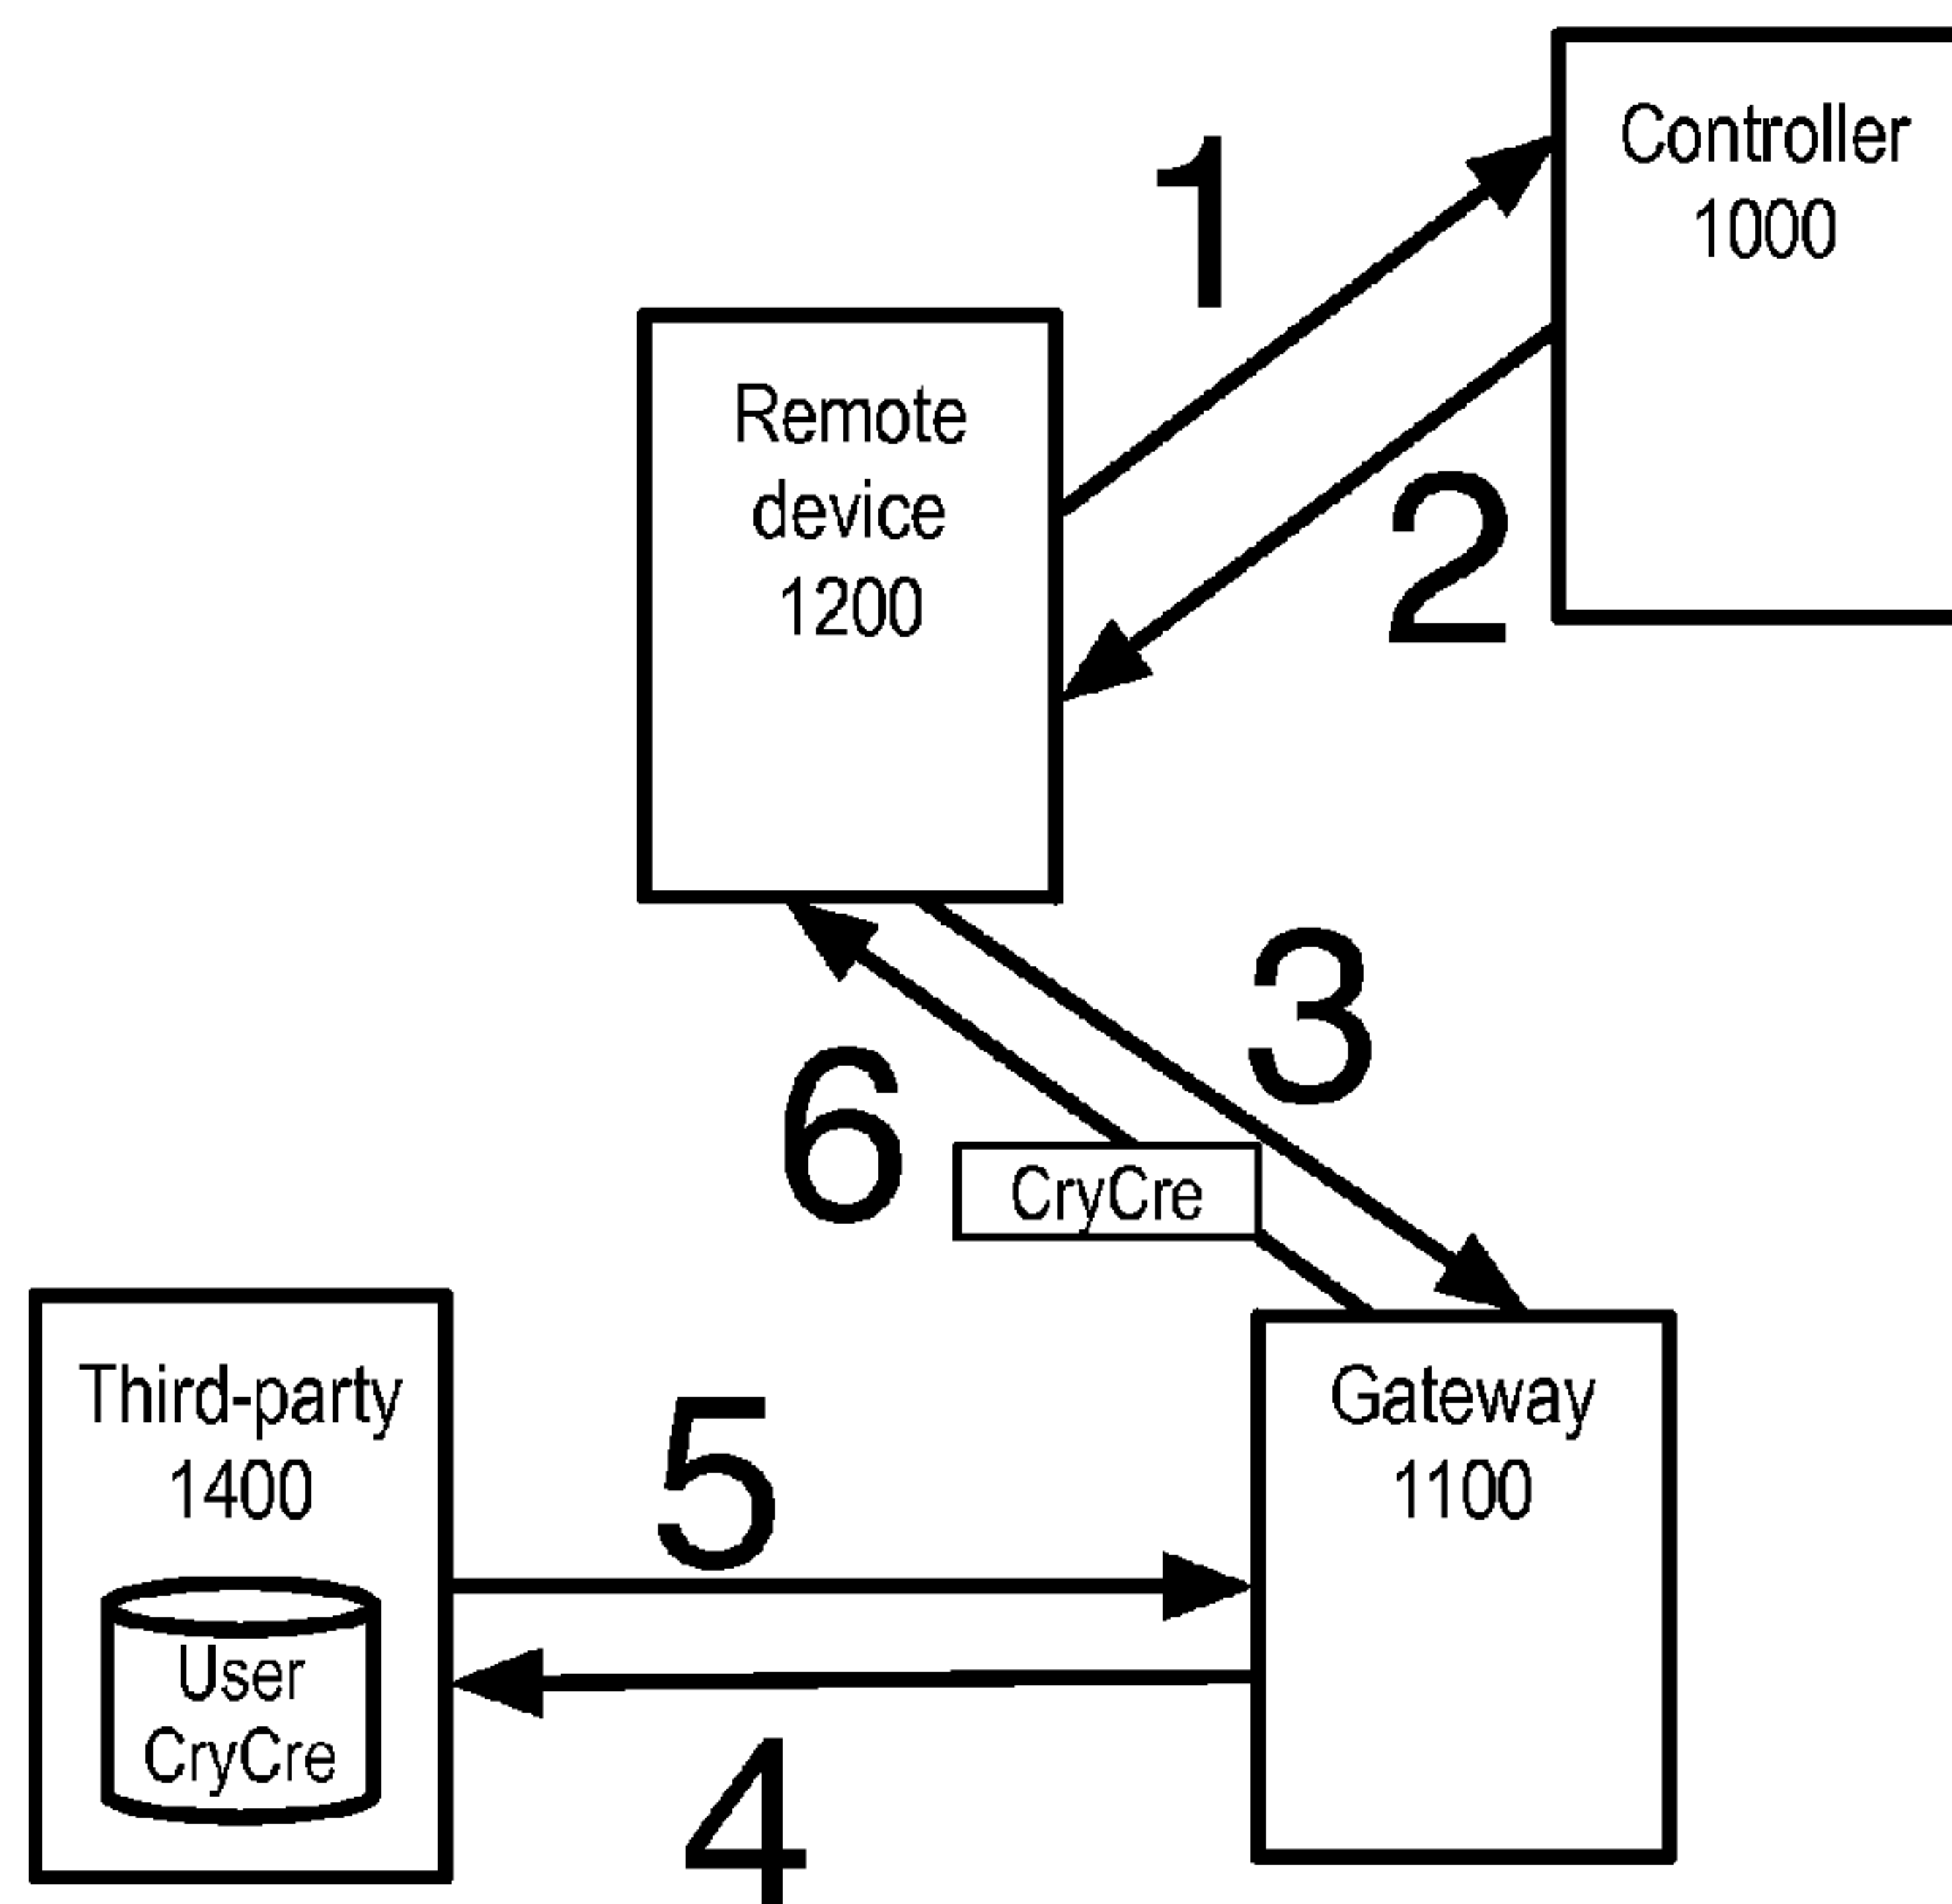 Controller
1000
1
Remote
device
1200
2
3
6
CryCre
Third-party
1400
User
CryCre
5
4
Gateway
1100